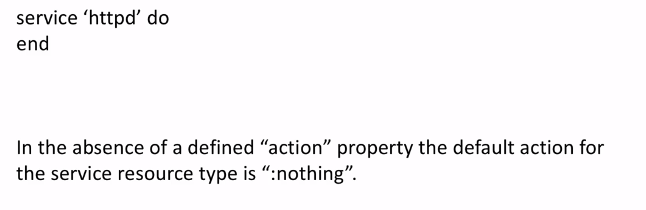 service ‘httpd’ do
end
In the absence of a defined “action” property the default action for
the service resource type is “:nothing”.